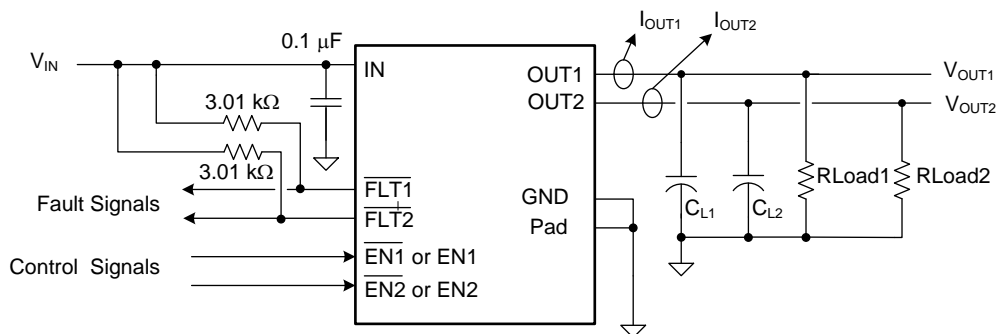 0.1 μF
I_OUT1
I_OUT2
V_IN
IN
OUT1
OUT2
V_OUT1
V_OUT2
3.01 kΩ
3.01 kΩ
FLT1
FLT2
Fault Signals
GND
Pad
C_L1
C_L2
RLoad1
RLoad2
EN1 or EN1
EN2 or EN2
Control Signals